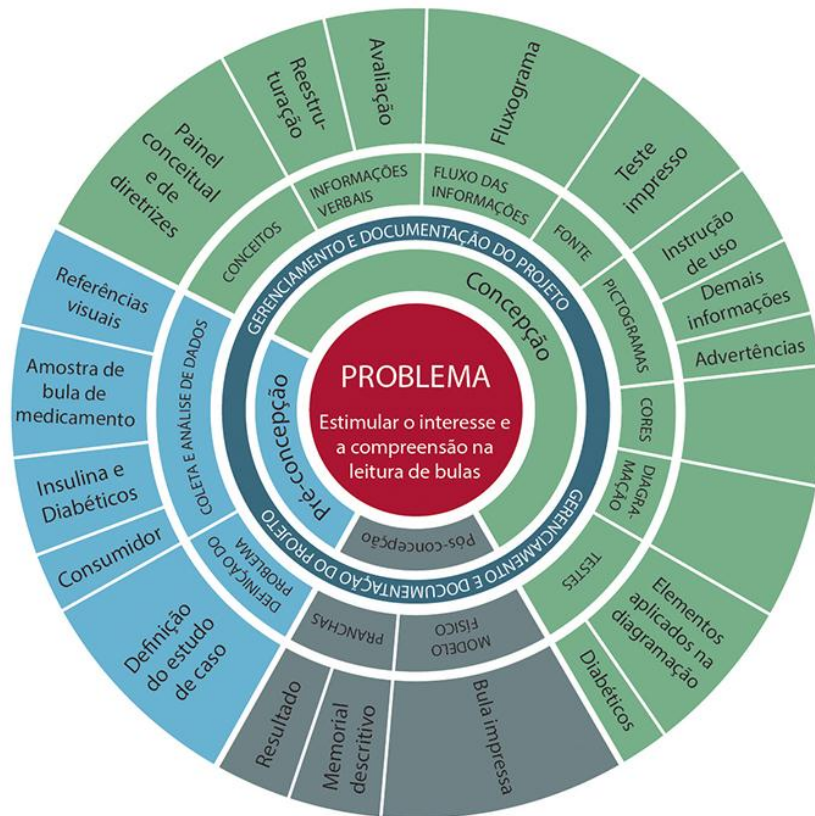 PROBLEMA
Estimular o interesse e
a compreensão na
leitura de bulas
Pré-concepção
Concepção
Pós-concepção
GERENCIAMENTO E DOCUMENTAÇÃO DO PROJETO
GERENCIAMENTO E DOCUMENTAÇÃO DO PROJETO
DEFINIÇÃO DO
PROBLEMA
COLETA E ANÁLISE DE DADOS
CONCEITOS
INFORMAÇÕES
VERBAIS
FLUXO DAS
INFORMAÇÕES
FONTE
PICTOGRAMAS
CORES
DIAGRA-
MAÇÃO
TESTES
MODELO
FÍSICO
PRANCHAS
Definição
do estudo
de caso
Consumidor
Insulina e
Diabéticos
Amostra de
bula de
medicamento
Referências
visuais
Painel
conceitual
e de
diretrizes
Reestru-
turação
Avaliação
Fluxograma
Teste
impresso
Instrução
de uso
Demais
informações
Advertências
Elementos
aplicados na
diagramação
Diabéticos
Bula impressa
Memorial
descritivo
Resultado